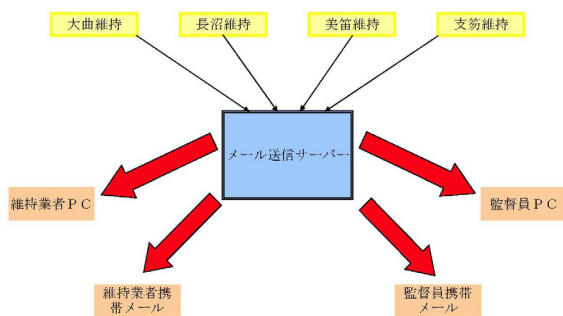 大曲維持
長沼維持
美笛維持
支笏維持
メール送信サーバー
維持業者ＰＣ
監督員ＰＣ
維持業者携
帯メール
監督員携帯
メール